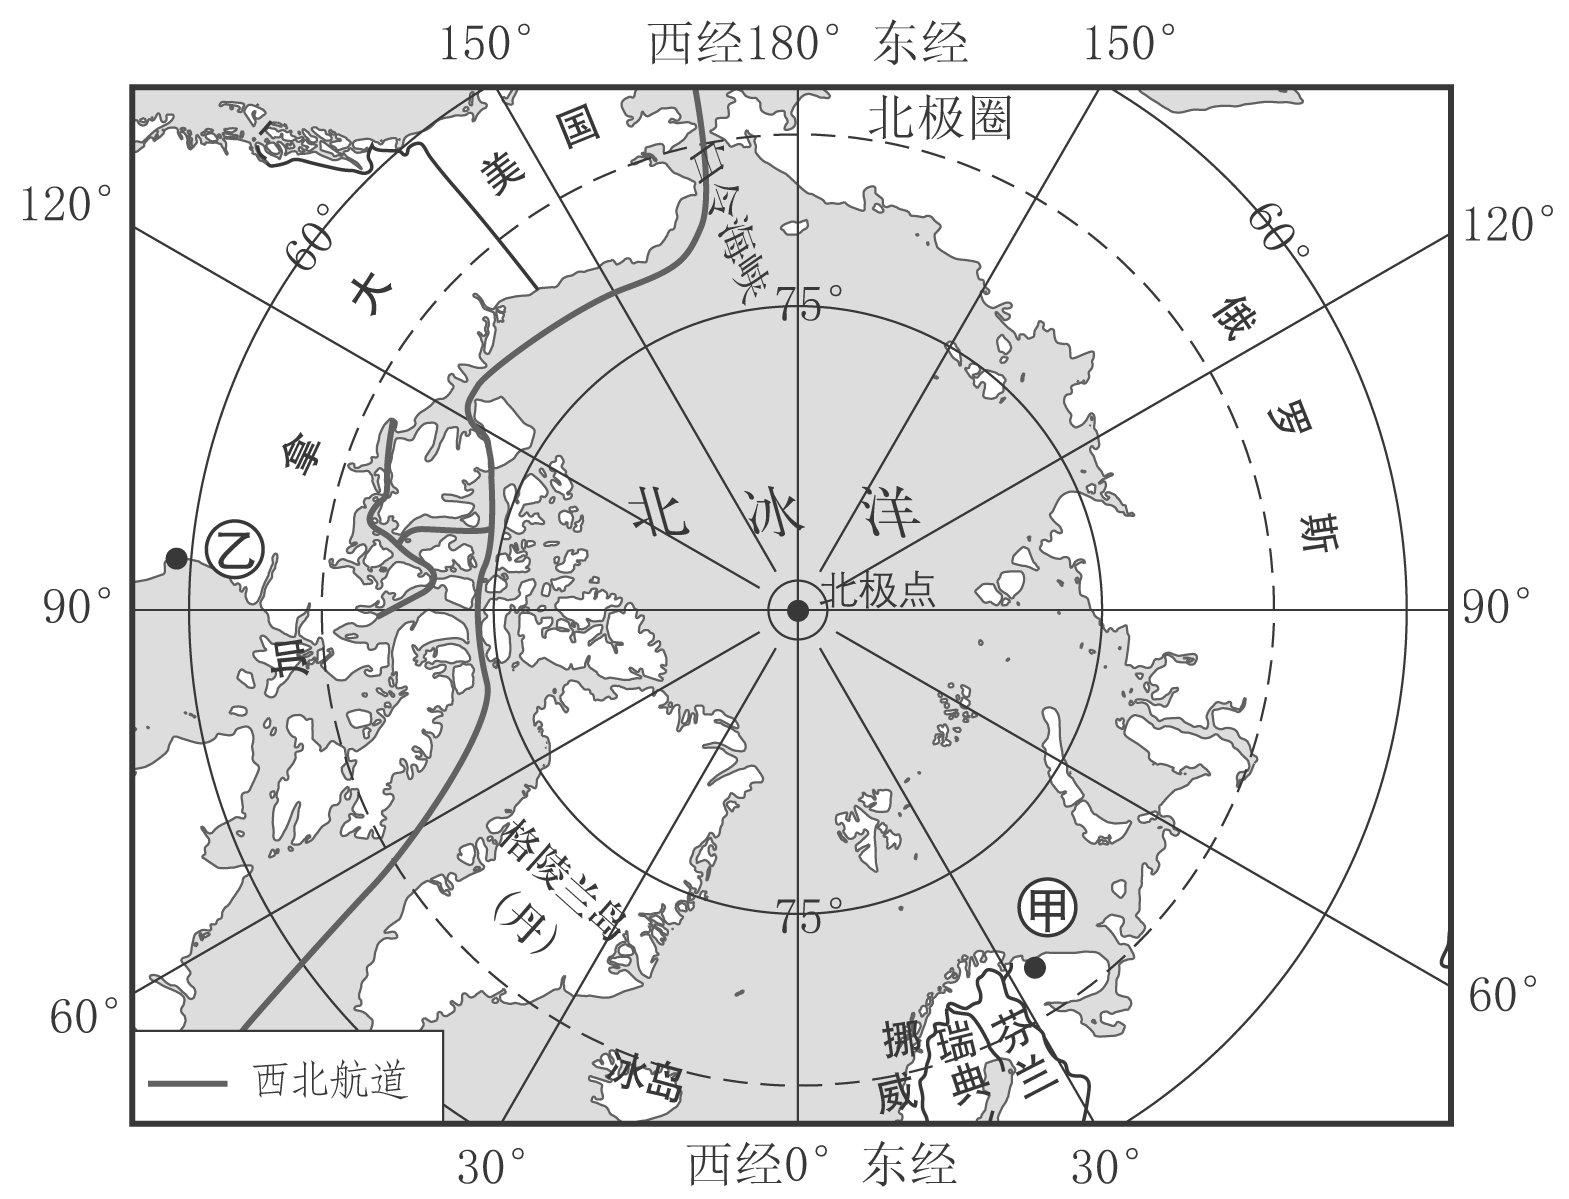 150°
西经180°
东经
150°
北极圈
美国
白令海峡
120°
120°
60°
60°
75°
加拿大
俄罗斯
乙
北冰洋
北极点
90°
90°
格陵兰岛
(丹)
75°
甲
60°
60°
挪威
瑞典
芬兰
冰岛
西北航道
30°
西经0°
东经
30°